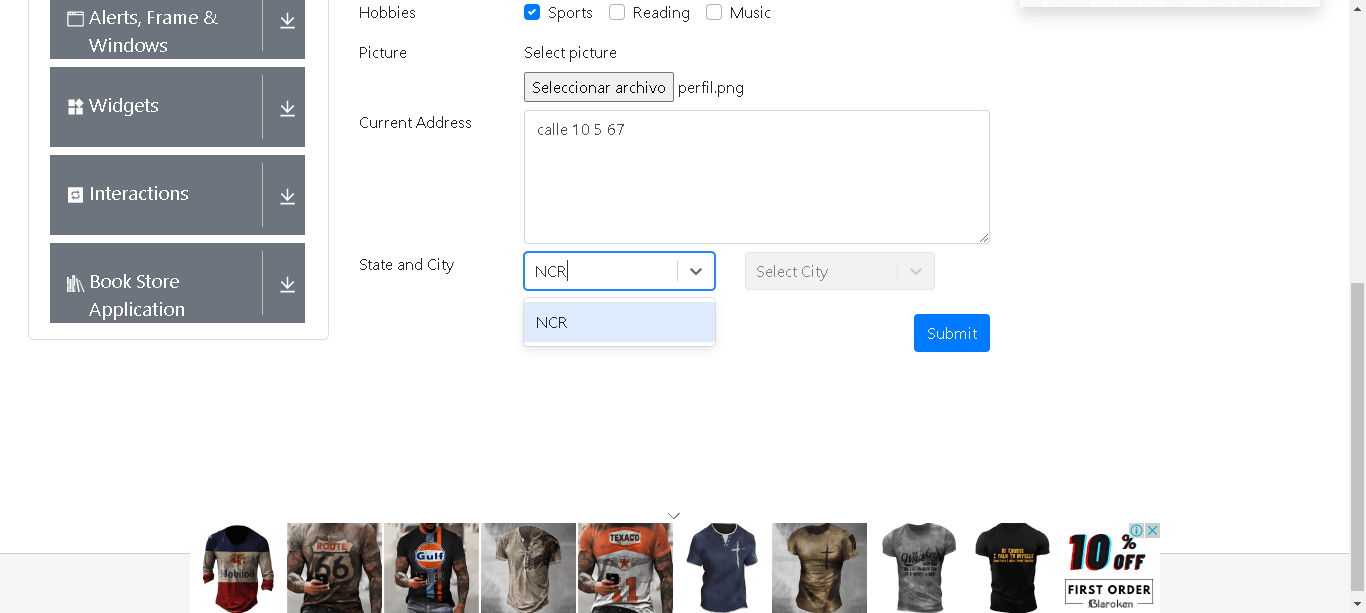 Alerts, Frame &
Windows
Widgets
Interactions
Book Store
Application
Hobbies
Sports
Reading
Music
Picture
Select picture
Seleccionar archivo
perfil.png
Current Address
calle 10 5 67
State and City
NCR
Select City
NCR
Submit
ROUTE
66
Gulf
TEXACO
10% OFF
FIRST ORDER
Blaroken